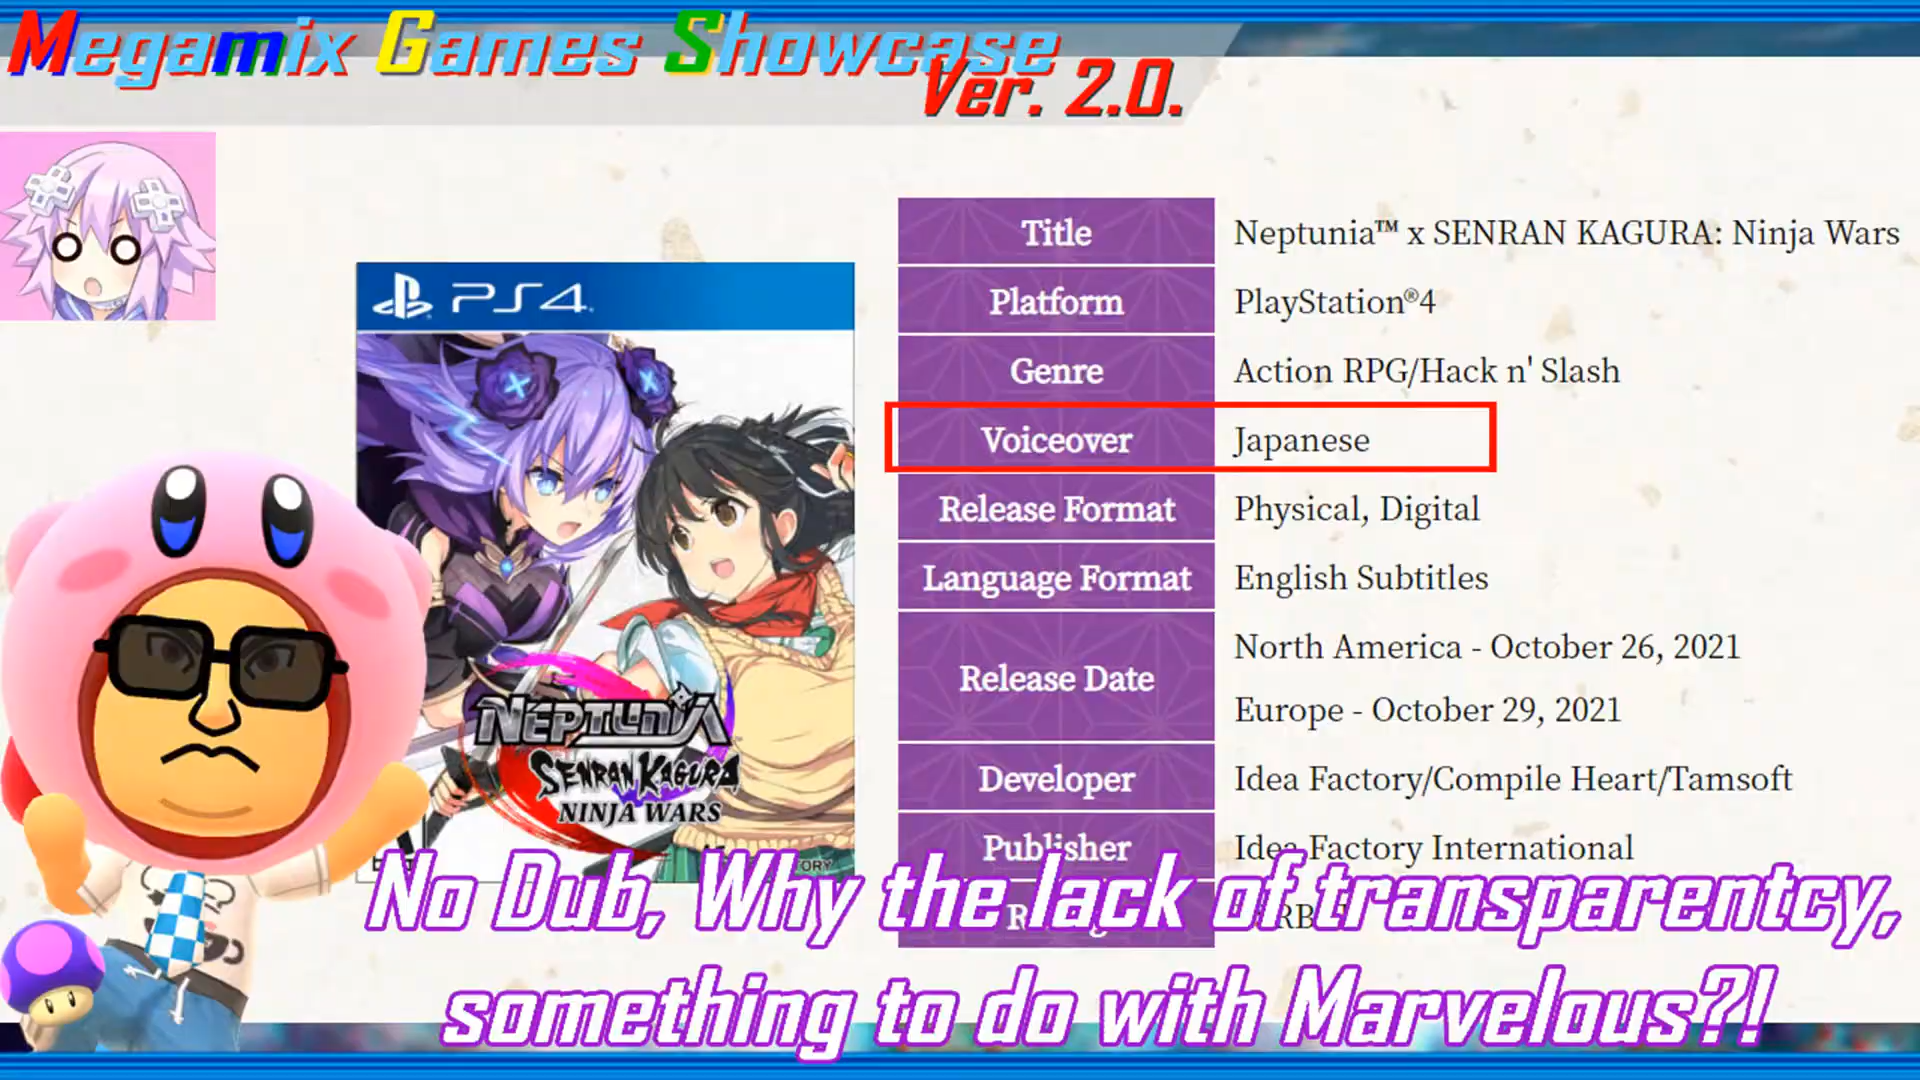 Megamix Games Showcase
Ver. 2.0.
PS4
NEPTUNIA
SENRAN KAGURA
NINJA WARS
Title Neptunia™ x SENRAN KAGURA: Ninja Wars
Platform PlayStation®4
Genre Action RPG/Hack n' Slash
Voiceover Japanese
Release Format Physical, Digital
Language Format English Subtitles
Release Date North America - October 26, 2021
Europe - October 29, 2021
Developer Idea Factory/Compile Heart/Tamsoft
Publisher Idea Factory International
No Dub, Why the lack of transparentcy,
something to do with Marvelous?!